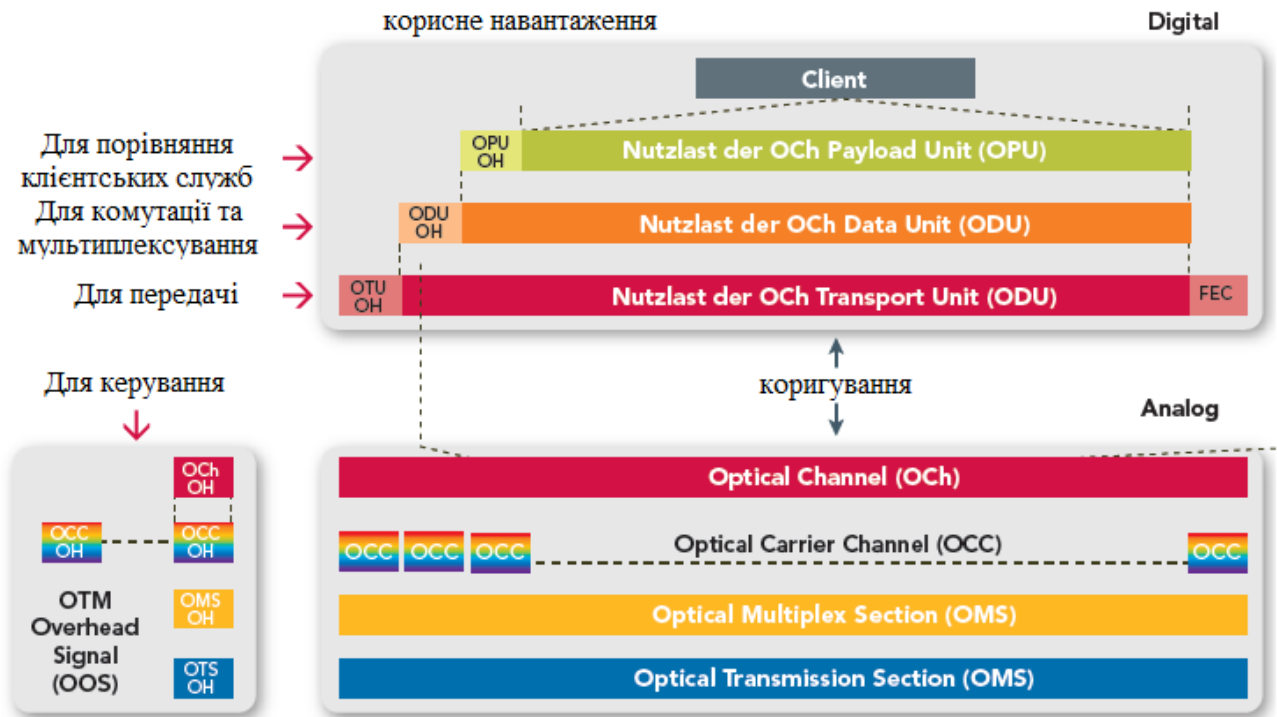 корисне навантаження
Digital
Client
Для порівняння
клієнтських служб
OPU
OH
Nutzlast der OCh Payload Unit (OPU)
Для комутації та
мультиплексування
ODU
OH
Nutzlast der OCh Data Unit (ODU)
Для передачі
OTU
OH
Nutzlast der OCh Transport Unit (ODU)
FEC
Для керування
коригування
Analog
OCh
OH
Optical Channel (OCh)
OCC
OH
OCC
OH
OCC
OCC
OCC
Optical Carrier Channel (OCC)
OCC
OTM
Overhead
Signal
(OOS)
OMS
OH
Optical Multiplex Section (OMS)
OTS
OH
Optical Transmission Section (OMS)